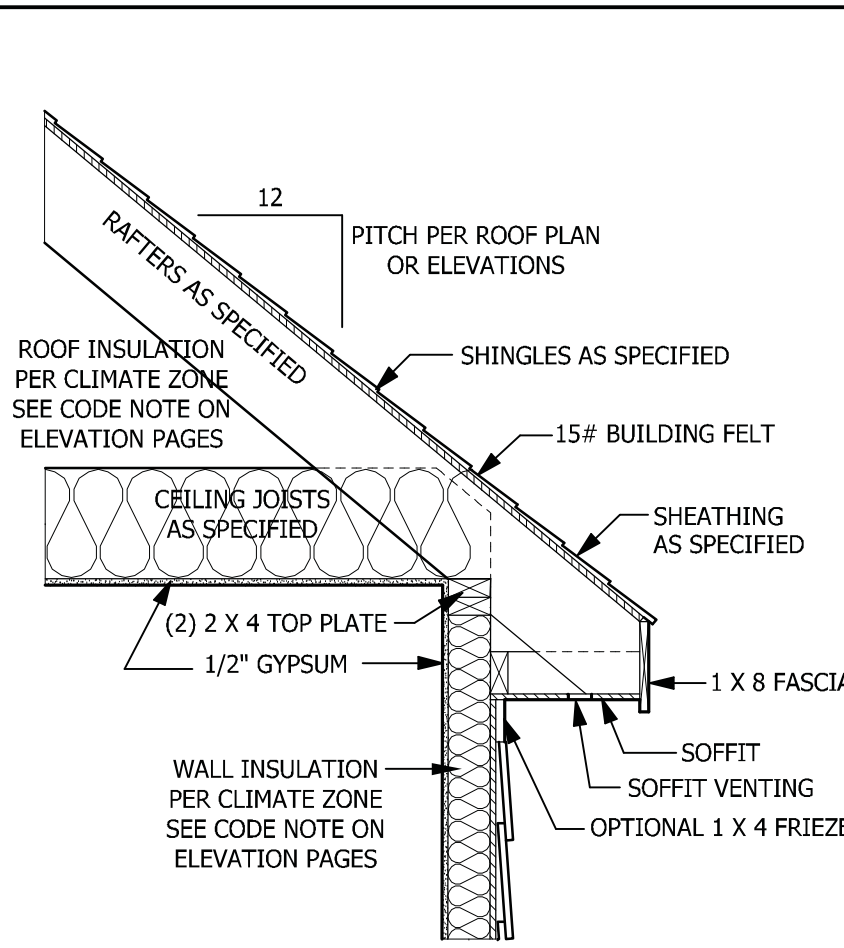 12
PITCH PER ROOF PLAN
OR ELEVATIONS
RAFTERS AS SPECIFIED
ROOF INSULATION
PER CLIMATE ZONE
SEE CODE NOTE ON
ELEVATION PAGES
SHINGLES AS SPECIFIED
15# BUILDING FELT
CEILING JOISTS
AS SPECIFIED
SHEATHING
AS SPECIFIED
(2) 2 X 4 TOP PLATE
1/2" GYPSUM
1 X 8 FASCIA
SOFFIT
SOFFIT VENTING
OPTIONAL 1 X 4 FRIEZE
WALL INSULATION
PER CLIMATE ZONE
SEE CODE NOTE ON
ELEVATION PAGES